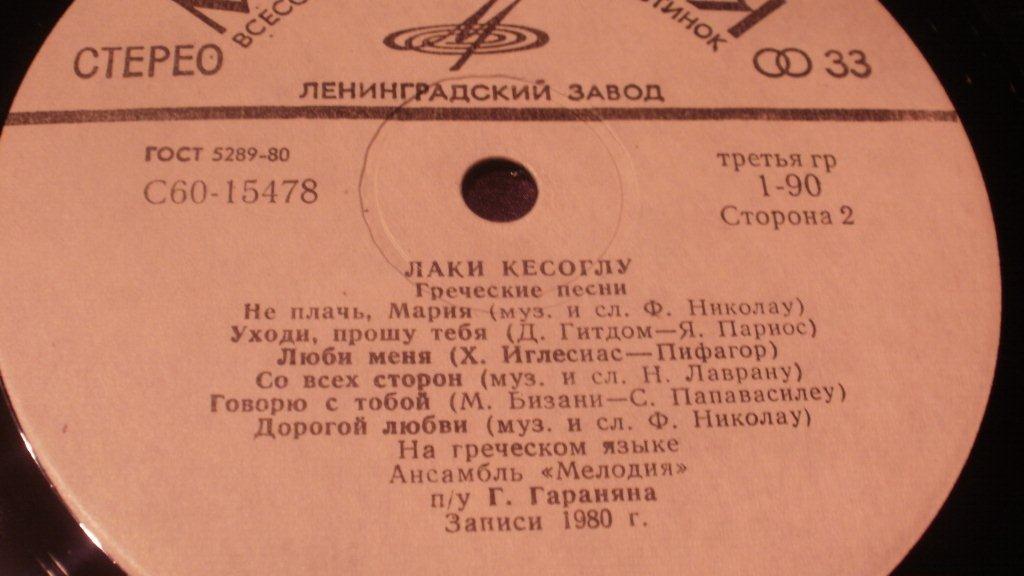 СТЕРЕО
33
ЛЕНИНГРАДСКИЙ ЗАВОД
ГОСТ 5289-80
С60-15478
третья гр
1-90
Сторона 2
ЛАКИ КЕСОГЛУ
Греческие песни
Не плачь, Мария (муз. и сл. Ф. Николау)
Уходи, прошу тебя (Д. Гитдом—Я. Париос)
Люби меня (Х. Иглесиас—Пифагор)
Со всех сторон (муз. и сл. Н. Лаврану)
Говорю с тобой (М. Бизани—С. Папавасилеу)
Дорогой любви (муз. и сл. Ф. Николау)
На греческом языке
Ансамбль «Мелодия»
п/у Г. Гараняна
Записи 1980 г.